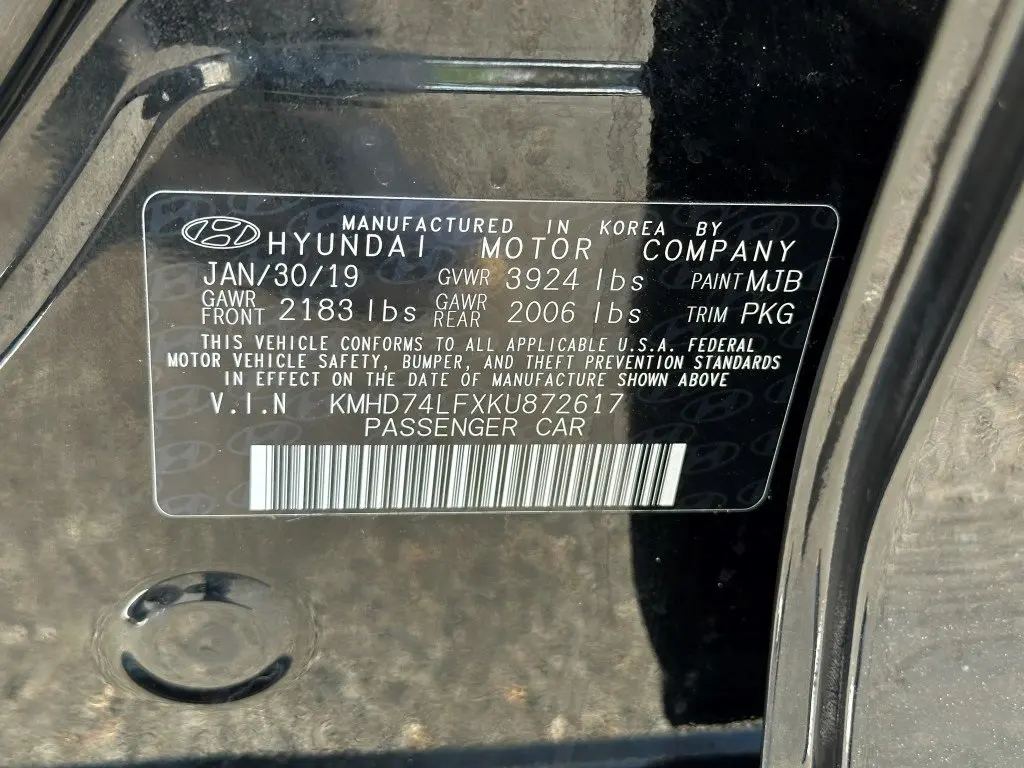 MANUFACTURED IN KOREA BY
HYUNDAI MOTOR COMPANY
JAN/30/19 GVWR 3924 lbs PAINT MJB
GAWR FRONT 2183 lbs GAWR REAR 2006 lbs TRIM PKG
THIS VEHICLE CONFORMS TO ALL APPLICABLE U.S.A. FEDERAL
MOTOR VEHICLE SAFETY, BUMPER, AND THEFT PREVENTION STANDARDS
IN EFFECT ON THE DATE OF MANUFACTURE SHOWN ABOVE
V.I.N KMHD74LFXKU872617
PASSENGER CAR